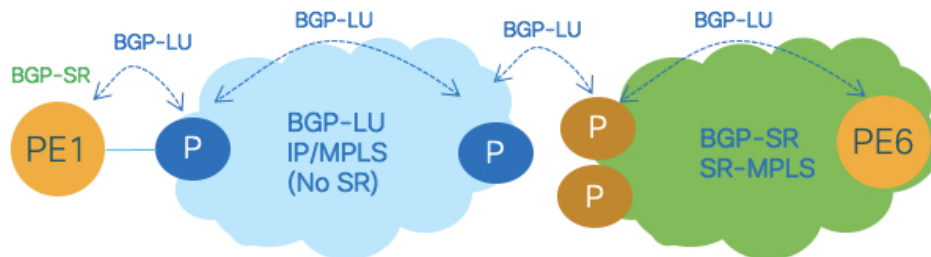 BGP-LU
BGP-LU
BGP-LU
BGP-LU
BGP-SR
PE1
P
BGP-LU
IP/MPLS
(No SR)
P
P
P
BGP-SR
SR-MPLS
PE6